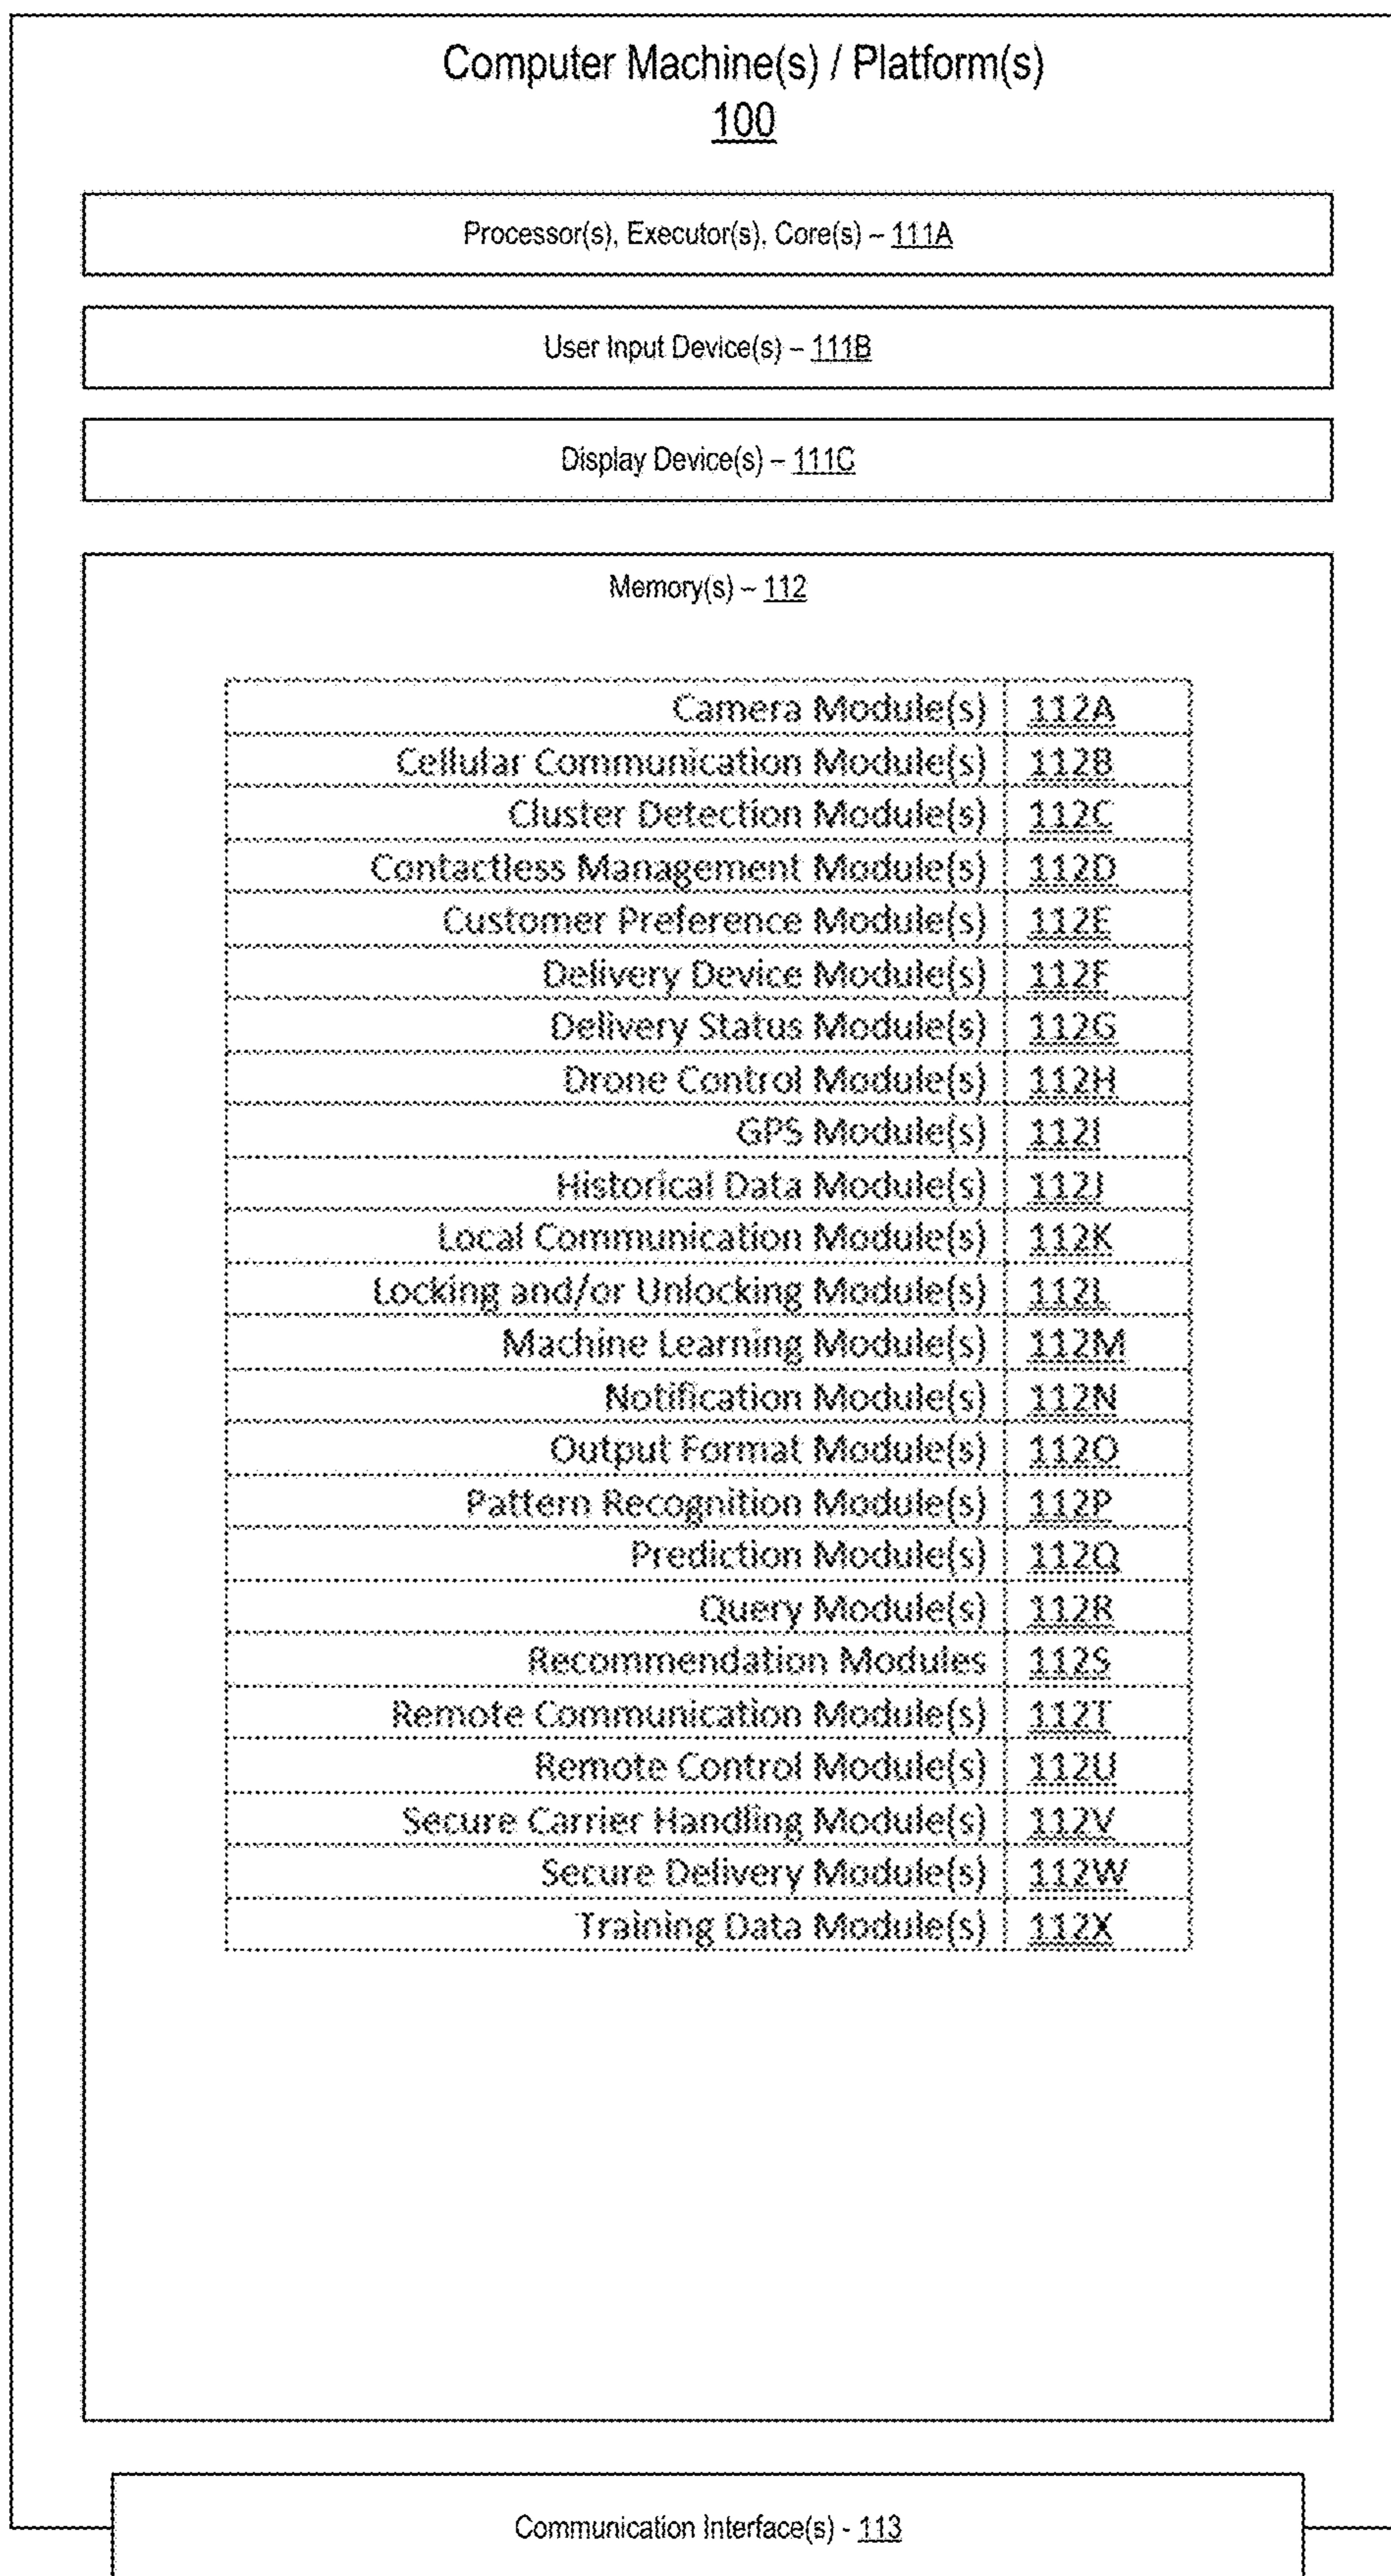 Computer Machine(s) / Platform(s)
100
Processor(s), Executor(s), Core(s) – 111A
User Input Device(s) – 111B
Display Device(s) – 111C
Memory(s) – 112
Camera Module(s) 112A
Cellular Communication Module(s) 112B
Cluster Detection Module(s) 112C
Contactless Management Module(s) 112D
Customer Preference Module(s) 112E
Delivery Device Module(s) 112F
Delivery Status Module(s) 112G
Drone Control Module(s) 112H
GPS Module(s) 112I
Historical Data Module(s) 112J
Local Communication Module(s) 112K
Locking and/or Unlocking Module(s) 112L
Machine Learning Module(s) 112M
Notification Module(s) 112N
Output Format Module(s) 112O
Pattern Recognition Module(s) 112P
Prediction Module(s) 112Q
Query Module(s) 112R
Recommendation Modules 112S
Remote Communication Module(s) 112T
Remote Control Module(s) 112U
Secure Carrier Handling Module(s) 112V
Secure Delivery Module(s) 112W
Training Data Module(s) 112X
Communication Interface(s) - 113